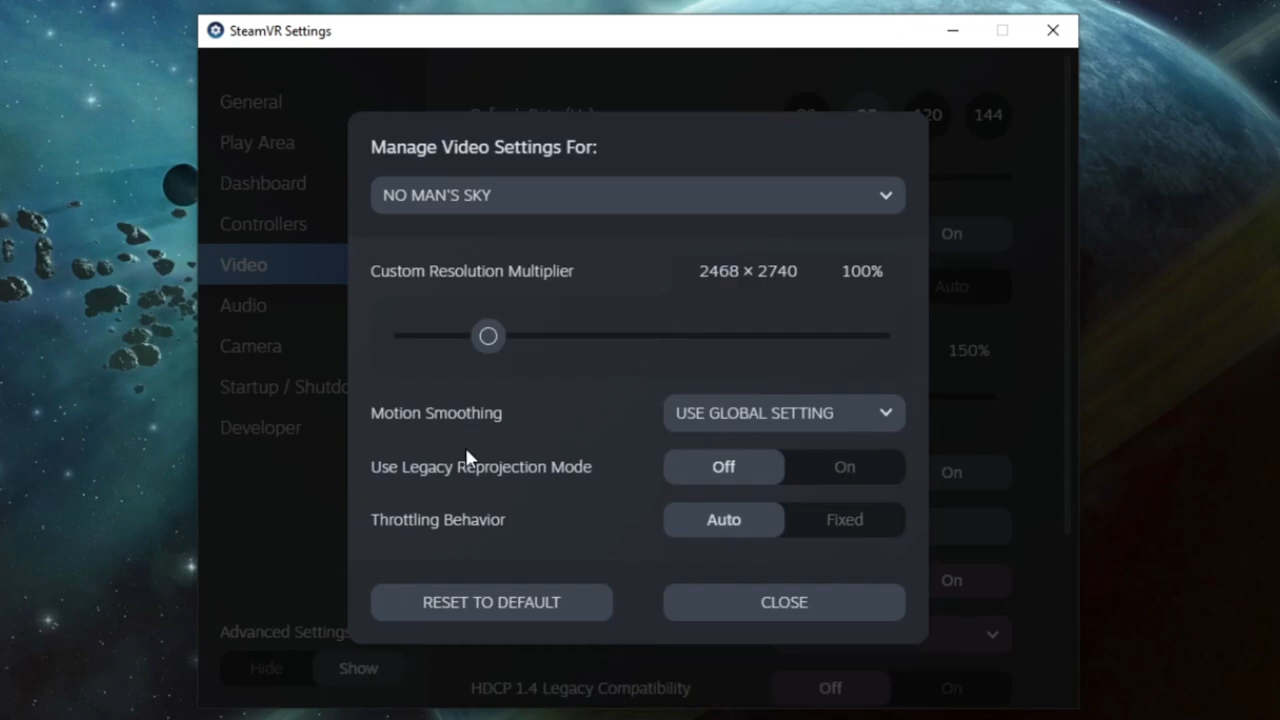 SteamVR Settings
General
Play Area
Dashboard
Controllers
Video
Audio
Camera
Startup / Shutdo
Developer
Advanced Settings
Hide Show
120 144
On
Auto
150%
On
On
HDCP 1.4 Legacy Compatibility Off On
Manage Video Settings For:
NO MAN'S SKY
Custom Resolution Multiplier 2468 × 2740 100%
Motion Smoothing USE GLOBAL SETTING
Use Legacy Reprojection Mode Off On
Throttling Behavior Auto Fixed
RESET TO DEFAULT CLOSE